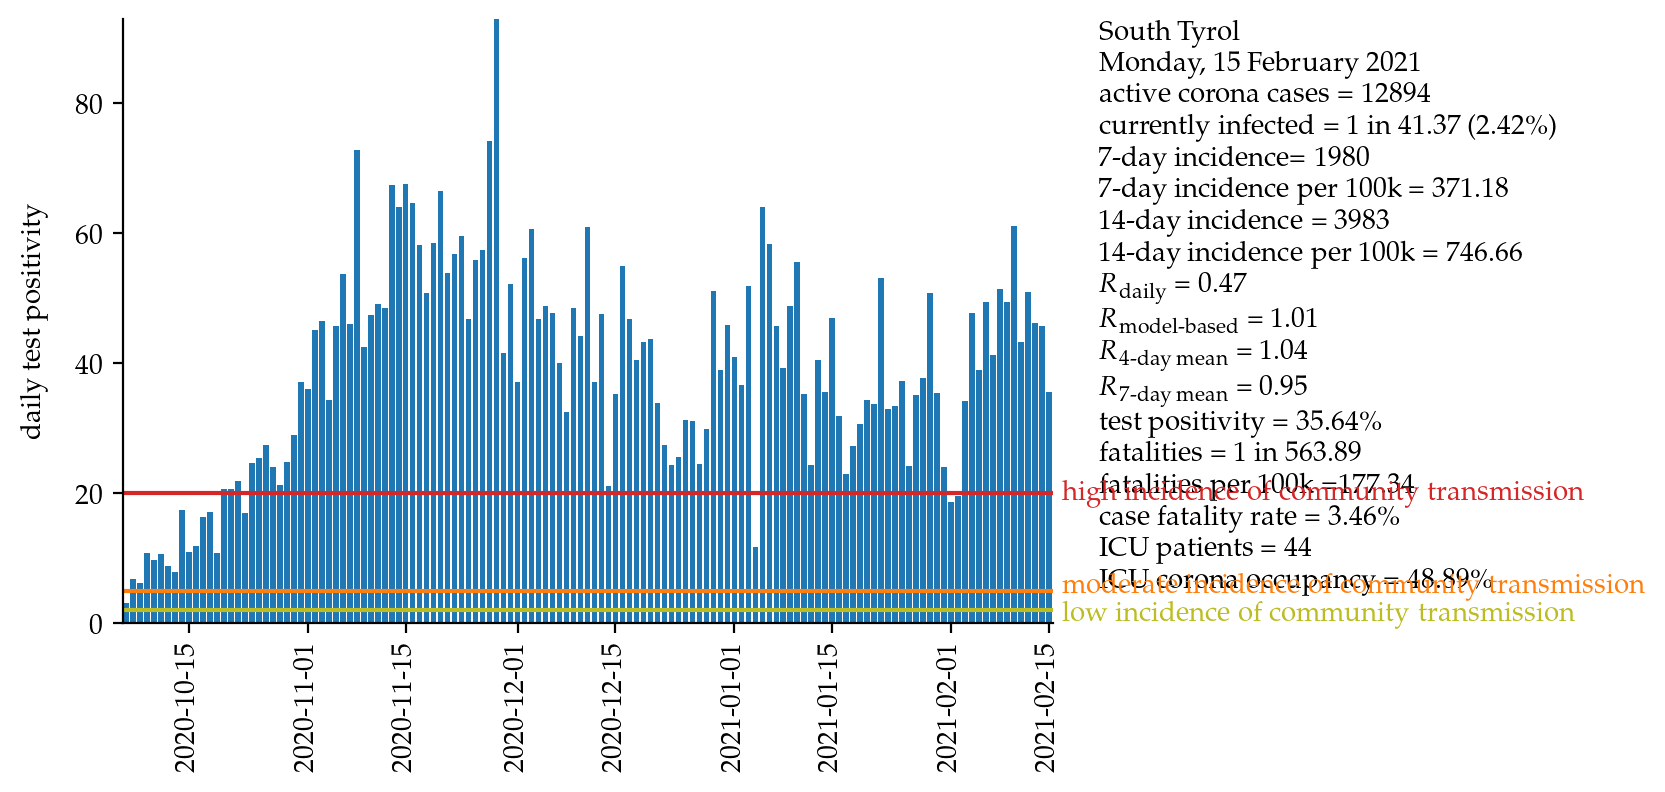 South Tyrol
Monday, 15 February 2021
active corona cases = 12894
currently infected = 1 in 41.37 (2.42%)
7-day incidence= 1980
7-day incidence per 100k = 371.18
14-day incidence = 3983
14-day incidence per 100k = 746.66
R daily = 0.47
R model-based = 1.01
R 4-day mean = 1.04
R 7-day mean = 0.95
test positivity = 35.64%
fatalities = 1 in 563.89
fatalities per 100k =177.34
high incidence of community transmission
case fatality rate = 3.46%
ICU patients = 44
ICU corona occupancy = 48.89%
moderate incidence of community transmission
low incidence of community transmission
daily test positivity
80
60
40
20
0
2020-10-15
2020-11-01
2020-11-15
2020-12-01
2020-12-15
2021-01-01
2021-01-15
2021-02-01
2021-02-15